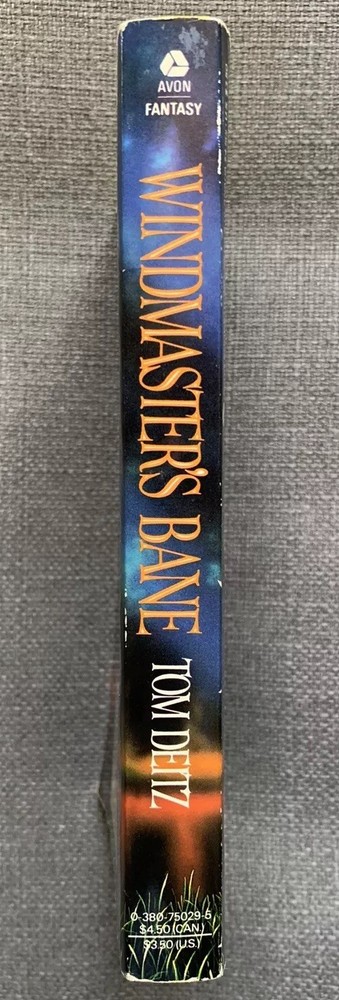 AVON
FANTASY
WINDMASTER'S BANE
TOM DEITZ
0-380-75029-5
$4.50 (CAN.)
$3.50 (U.S.)